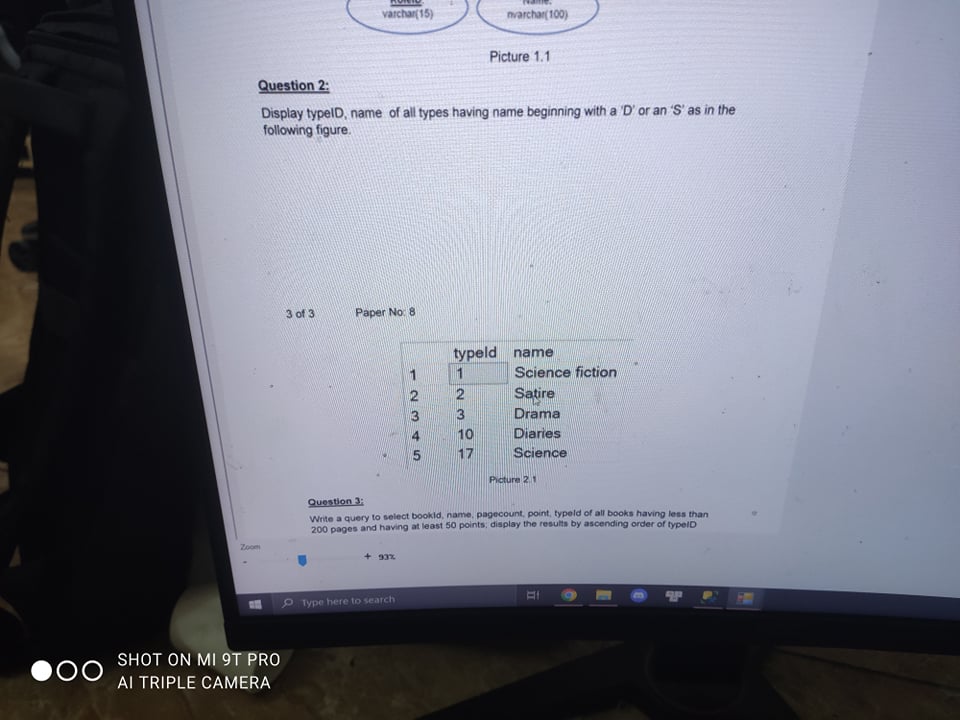 varchar(15)
Name:
nvarchar(100)
Picture 1.1
Question 2:
Display typeID, name of all types having name beginning with a 'D' or an 'S' as in the
following figure.
3 of 3 Paper No: 8
typeId name
1 1 Science fiction
2 2 Satire
3 3 Drama
4 10 Diaries
5 17 Science
Picture 2.1
Question 3:
Write a query to select bookId, name, pagecount, point, typeId of all books having less than
200 pages and having at least 50 points; display the results by ascending order of typeID
Zoom
- + 93%
Type here to search
SHOT ON MI 9T PRO
AI TRIPLE CAMERA